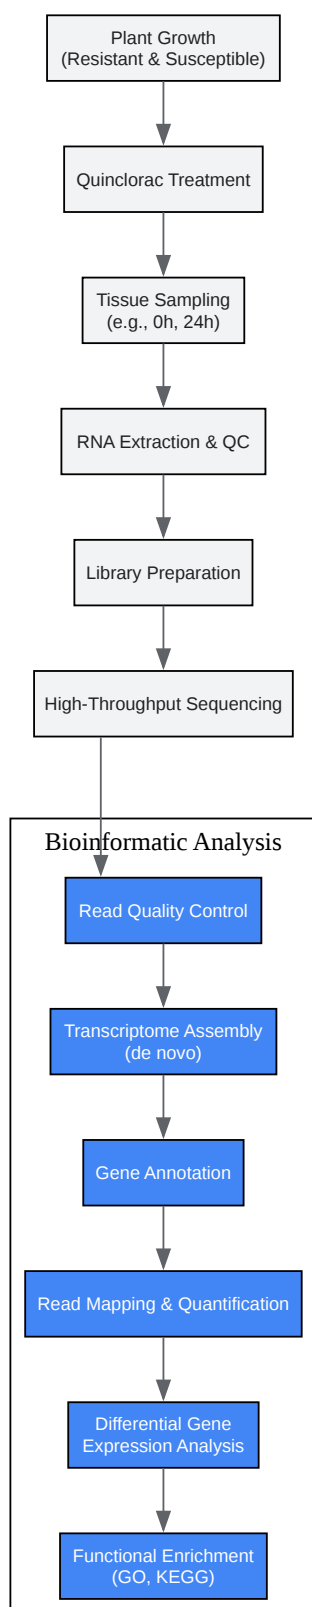 Plant Growth
(Resistant & Susceptible)
Quinclorac Treatment
Tissue Sampling
(e.g., 0h, 24h)
RNA Extraction & QC
Library Preparation
High-Throughput Sequencing
Bioinformatic Analysis
Read Quality Control
Transcriptome Assembly
(de novo)
Gene Annotation
Read Mapping & Quantification
Differential Gene
Expression Analysis
Functional Enrichment
(GO, KEGG)